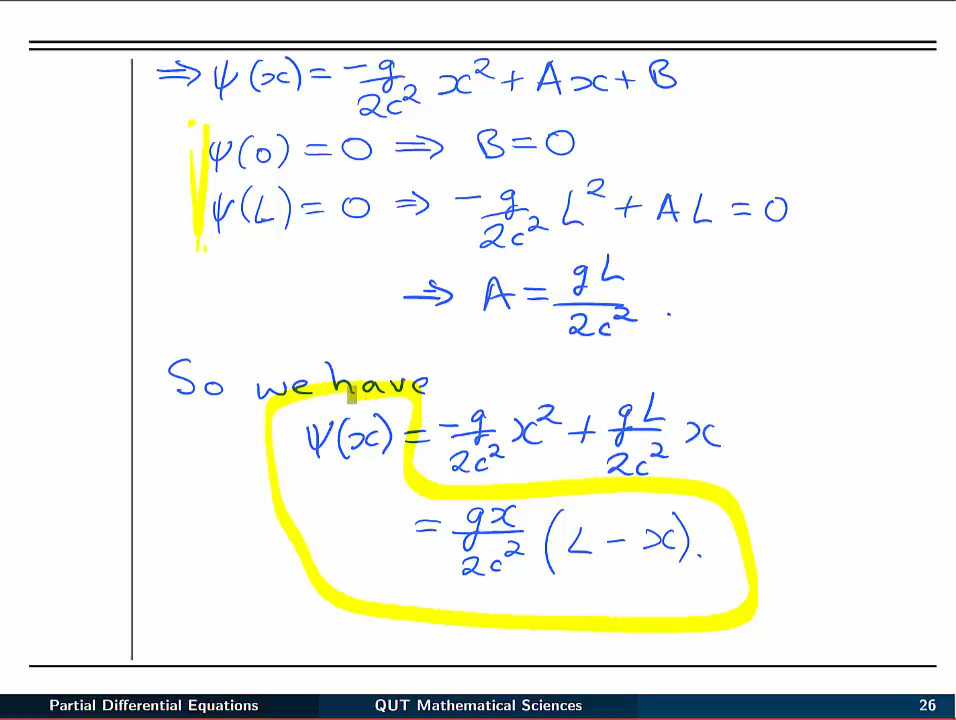 ⇒ ψ(x) = -g/2c² x² + Ax + B
ψ(0) = 0 ⇒ B = 0
ψ(L) = 0 ⇒ -g/2c² L² + AL = 0
⇒ A = gL/2c² .
So we have
ψ(x) = -g/2c² x² + gL/2c² x
= gx/2c² (L - x).
Partial Differential Equations QUT Mathematical Sciences 26